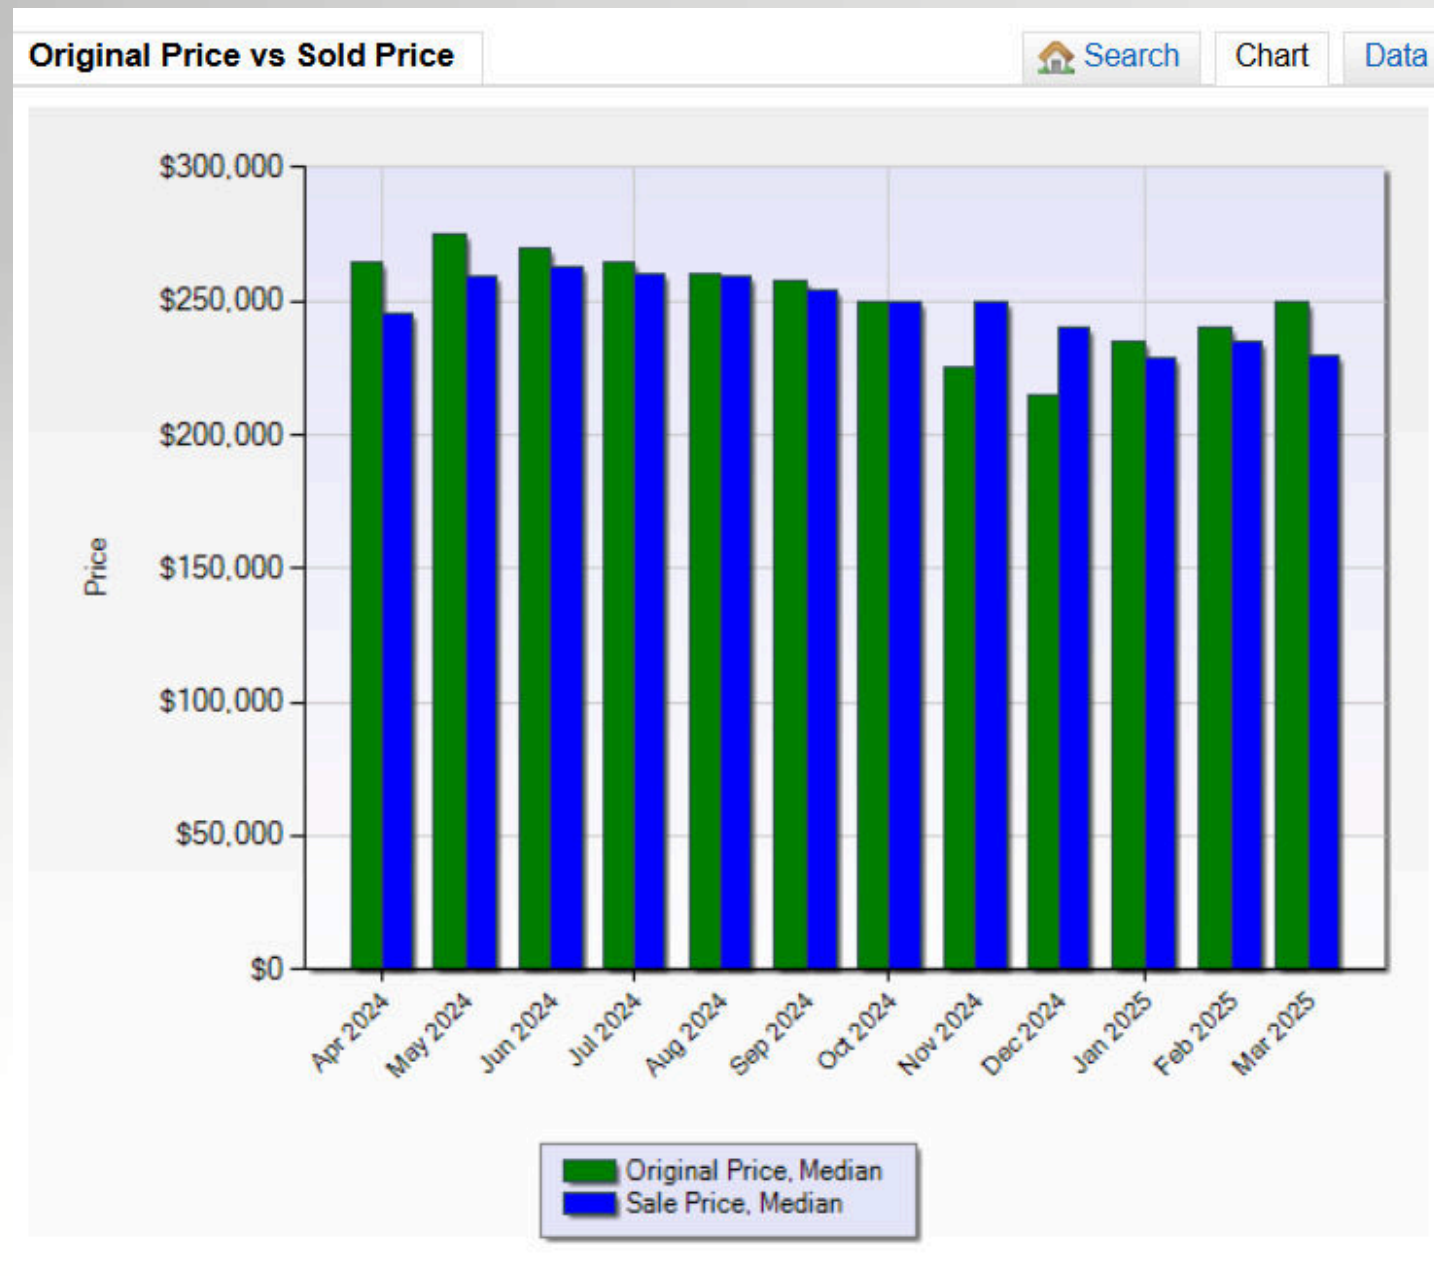 Original Price vs Sold Price
Search
Chart
Data
$300,000
$250,000
$200,000
$150,000
$100,000
$50,000
$0
Price
Apr 2024
May 2024
Jun 2024
Jul 2024
Aug 2024
Sep 2024
Oct 2024
Nov 2024
Dec 2024
Jan 2025
Feb 2025
Mar 2025
Original Price, Median
Sale Price, Median